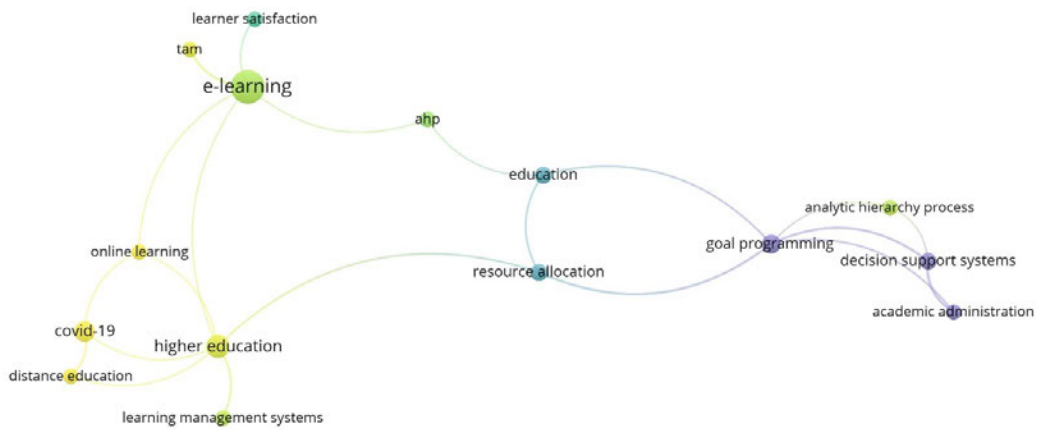 learner satisfaction
tam
e-learning
ahp
education
analytic hierarchy process
goal programming
online learning
decision support systems
resource allocation
academic administration
covid-19
higher education
distance education
learning management systems